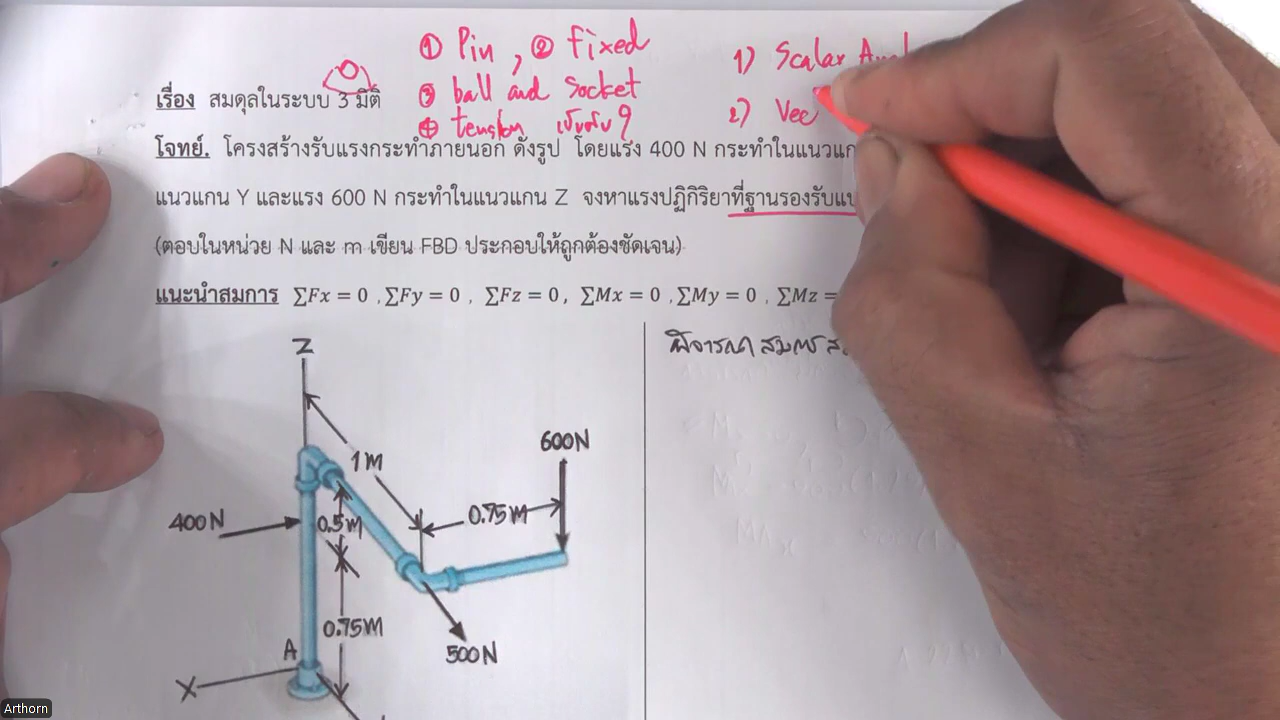 ① Pin , ② fixed
③ ball and socket
④ tension
1) Scalar
2) Vec
เรื่อง สมดุลในระบบ 3 มิติ
โจทย์. โครงสร้างรับแรงกระทำภายนอก ดังรูป โดยแรง 400 N กระทำในแนวแก
แนวแกน Y และแรง 600 N กระทำในแนวแกน Z จงหาแรงปฏิกิริยาที่ฐานรองรับแบ
(ตอบในหน่วย N และ m เขียน FBD ประกอบให้ถูกต้องชัดเจน)
แนะนำสมการ ∑Fx = 0 , ∑Fy = 0 , ∑Fz = 0, ∑Mx = 0 , ∑My = 0 , ∑Mz =
พิจารณา
Z
1M
600N
0.75M
400N
0.5M
0.75M
500N
A
X
Arthorn